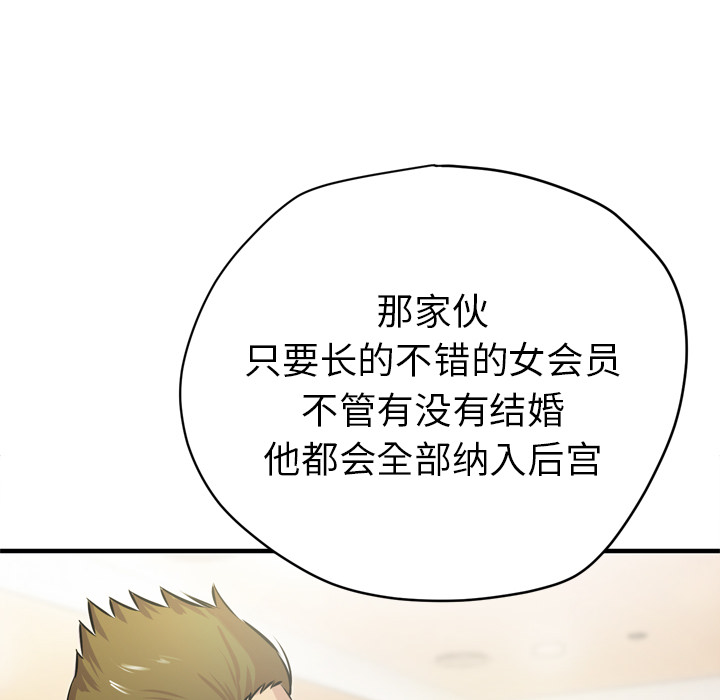 那家伙
只要长的不错的女会员
不管有没有结婚
他都会全部纳入后宫